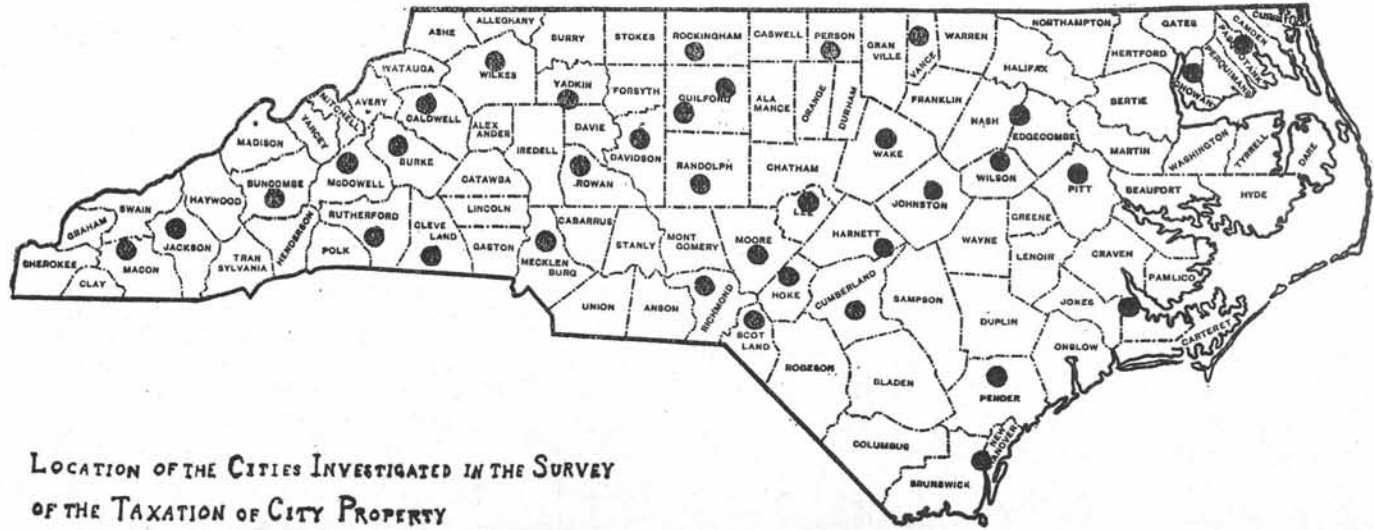 ALLEGHANY
ASHE
SURRY
STOKES
ROCKINGHAM
CASWELL
PERSON
GRAN
VILLE
VANCE
WARREN
NORTHAMPTON
GATES
CAMDEN
PASQUOTANK
PERQUIMANS
CHOWAN
HERTFORD
HALIFAX
WATAUGA
WILKES
YADKIN
FORSYTH
GUILFORD
ALA
MANCE
ORANGE
DURHAM
FRANKLIN
NASH
EDGECOMBE
BERTIE
MARTIN
WASHINGTON
TYRRELL
DARE
MITCHELL
AVERY
CALDWELL
ALEX
ANDER
IREDELL
DAVIE
DAVIDSON
RANDOLPH
CHATHAM
WAKE
WILSON
PITT
BEAUFORT
HYDE
MADISON
YANCEY
BURKE
CATAWBA
ROWAN
LEE
JOHNSTON
GREENE
HAYWOOD
BUNCOMBE
McDOWELL
LINCOLN
CABARRUS
STANLY
MONT
GOMERY
MOORE
HARNETT
WAYNE
LENOIR
CRAVEN
PAMLICO
GRAHAM
SWAIN
JACKSON
HENDERSON
RUTHERFORD
POLK
CLEVE
LAND
GASTON
MECKLEN
BURG
CHEROKEE
MACON
CLAY
TRAN
SYLVANIA
UNION
ANSON
RICHMOND
SCOT
LAND
HOKE
CUMBERLAND
SAMPSON
DUPLIN
JONES
ONSLOW
CARTERET
ROBESON
BLADEN
PENDER
COLUMBUS
BRUNSWICK
NEW
HANOVER
LOCATION OF THE CITIES INVESTIGATED IN THE SURVEY
OF THE TAXATION OF CITY PROPERTY